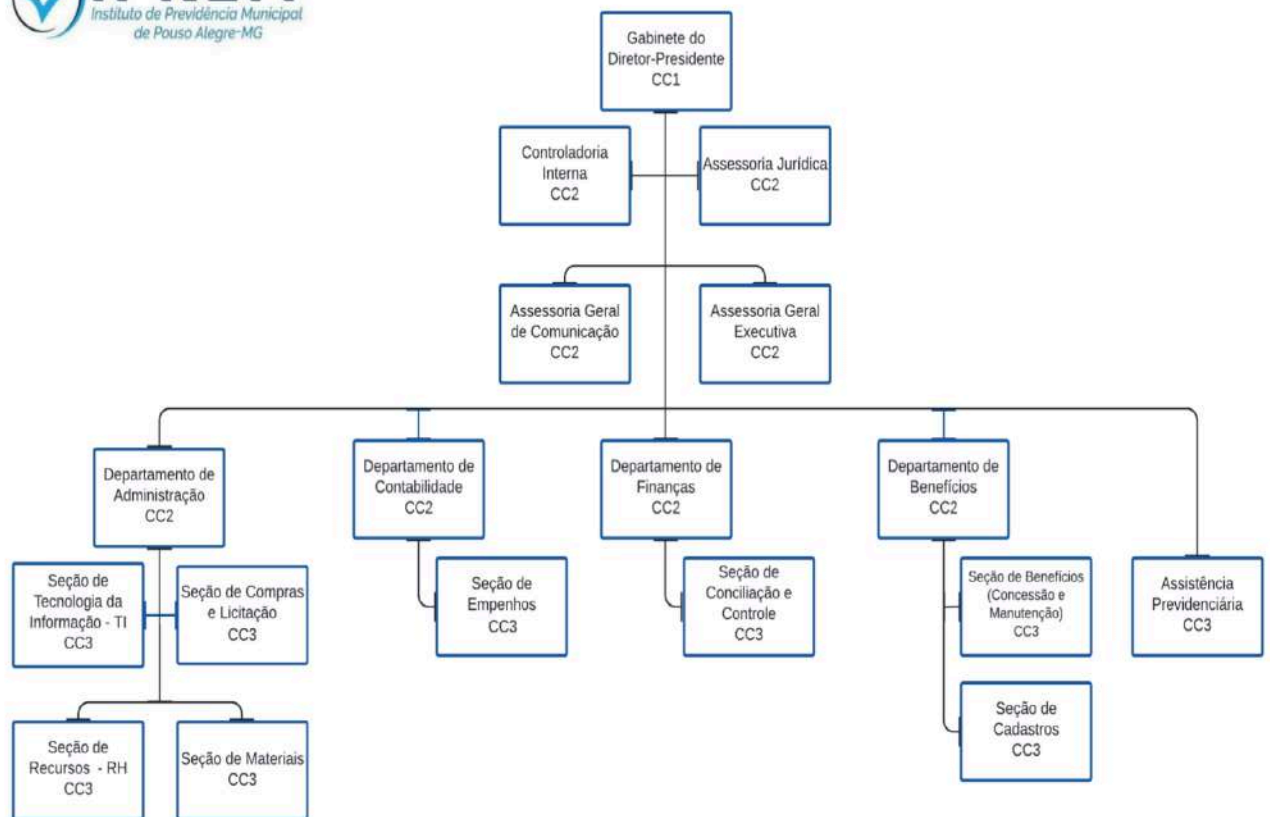 Instituto de Previdência Municipal
de Pouso Alegre-MG
Gabinete do
Diretor-Presidente
CC1
Controladoria
Interna
CC2
Assessoria Jurídica
CC2
Assessoria Geral
de Comunicação
CC2
Assessoria Geral
Executiva
CC2
Departamento de
Administração
CC2
Departamento de
Contabilidade
CC2
Departamento de
Finanças
CC2
Departamento de
Benefícios
CC2
Seção de
Tecnologia da
Informação - TI
CC3
Seção de Compras
e Licitação
CC3
Seção de
Empenhos
CC3
Seção de
Conciliação e
Controle
CC3
Seção de Benefícios
(Concessão e
Manutenção)
CC3
Assistência
Previdenciária
CC3
Seção de
Recursos - RH
CC3
Seção de Materiais
CC3
Seção de
Cadastros
CC3